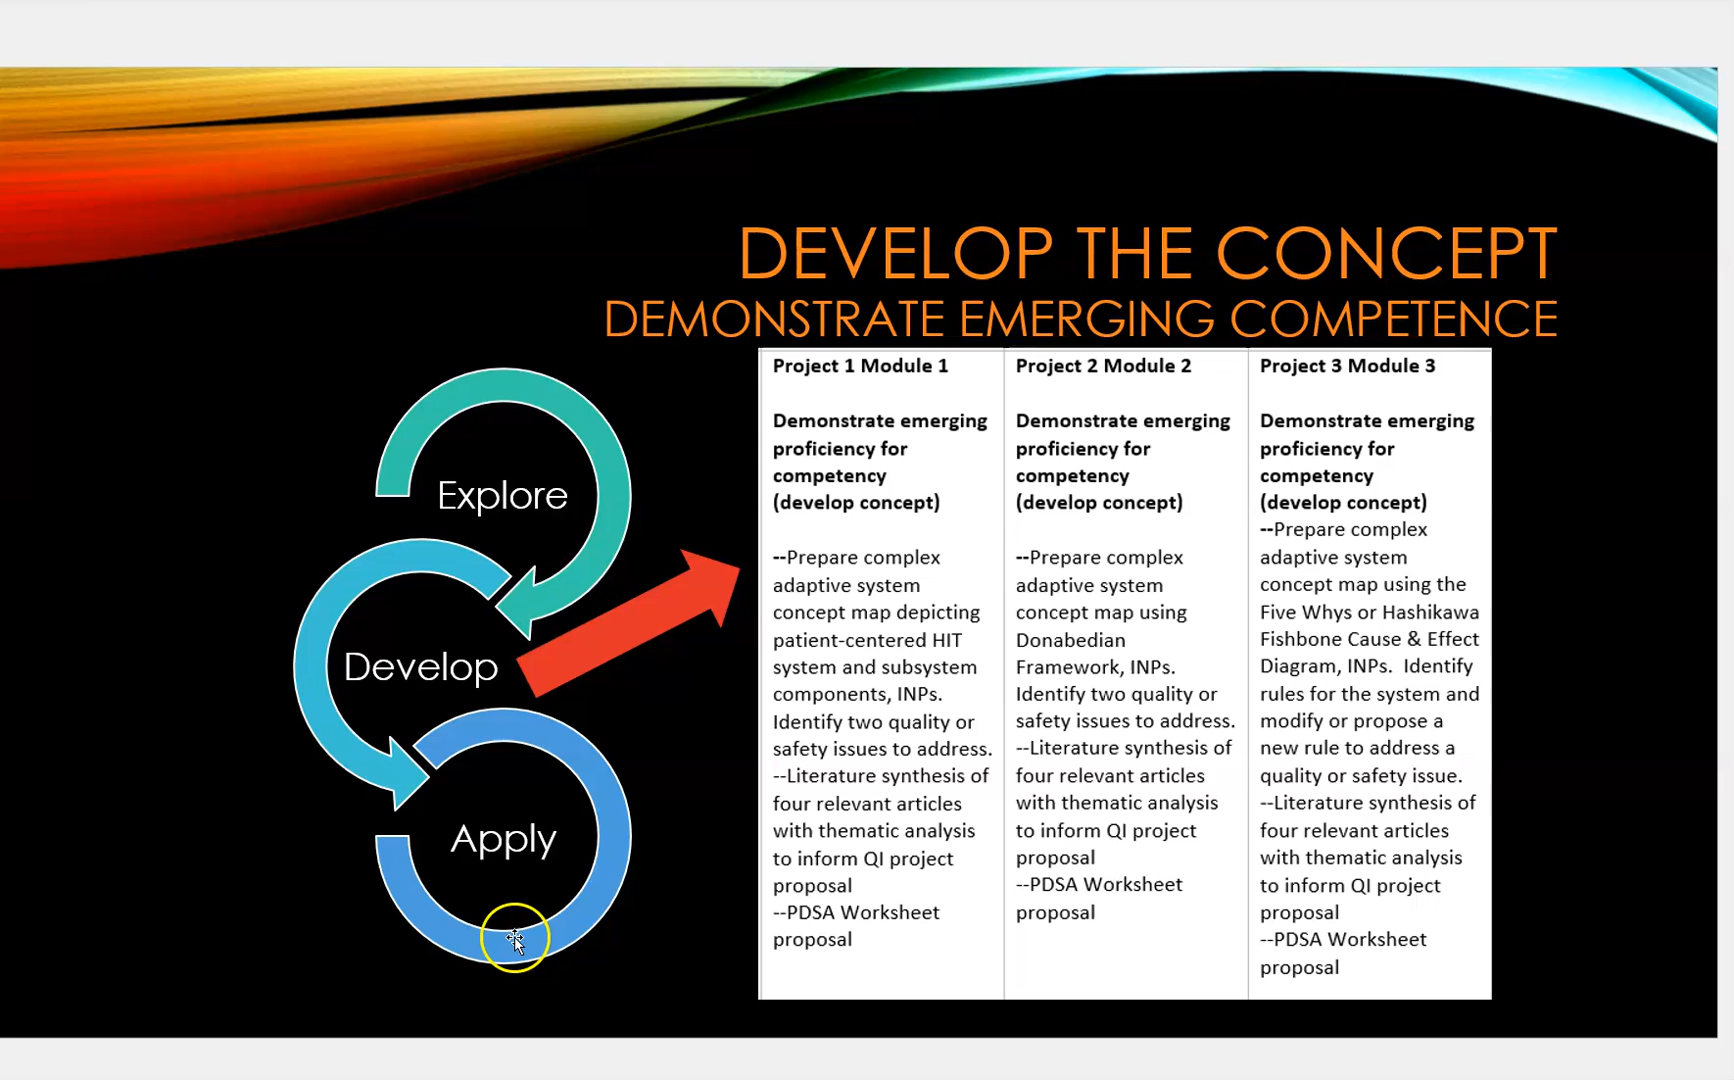 DEVELOP THE CONCEPT
DEMONSTRATE EMERGING COMPETENCE
Explore
Develop
Apply
Project 1 Module 1
Demonstrate emerging
proficiency for
competency
(develop concept)
--Prepare complex
adaptive system
concept map depicting
patient-centered HIT
system and subsystem
components, INPs.
Identify two quality or
safety issues to address.
--Literature synthesis of
four relevant articles
with thematic analysis
to inform QI project
proposal
--PDSA Worksheet
proposal
Project 2 Module 2
Demonstrate emerging
proficiency for
competency
(develop concept)
--Prepare complex
adaptive system
concept map using
Donabedian
Framework, INPs.
Identify two quality or
safety issues to address.
--Literature synthesis of
four relevant articles
with thematic analysis
to inform QI project
proposal
--PDSA Worksheet
proposal
Project 3 Module 3
Demonstrate emerging
proficiency for
competency
(develop concept)
--Prepare complex
adaptive system
concept map using the
Five Whys or Hashikawa
Fishbone Cause & Effect
Diagram, INPs. Identify
rules for the system and
modify or propose a
new rule to address a
quality or safety issue.
--Literature synthesis of
four relevant articles
with thematic analysis
to inform QI project
proposal
--PDSA Worksheet
proposal